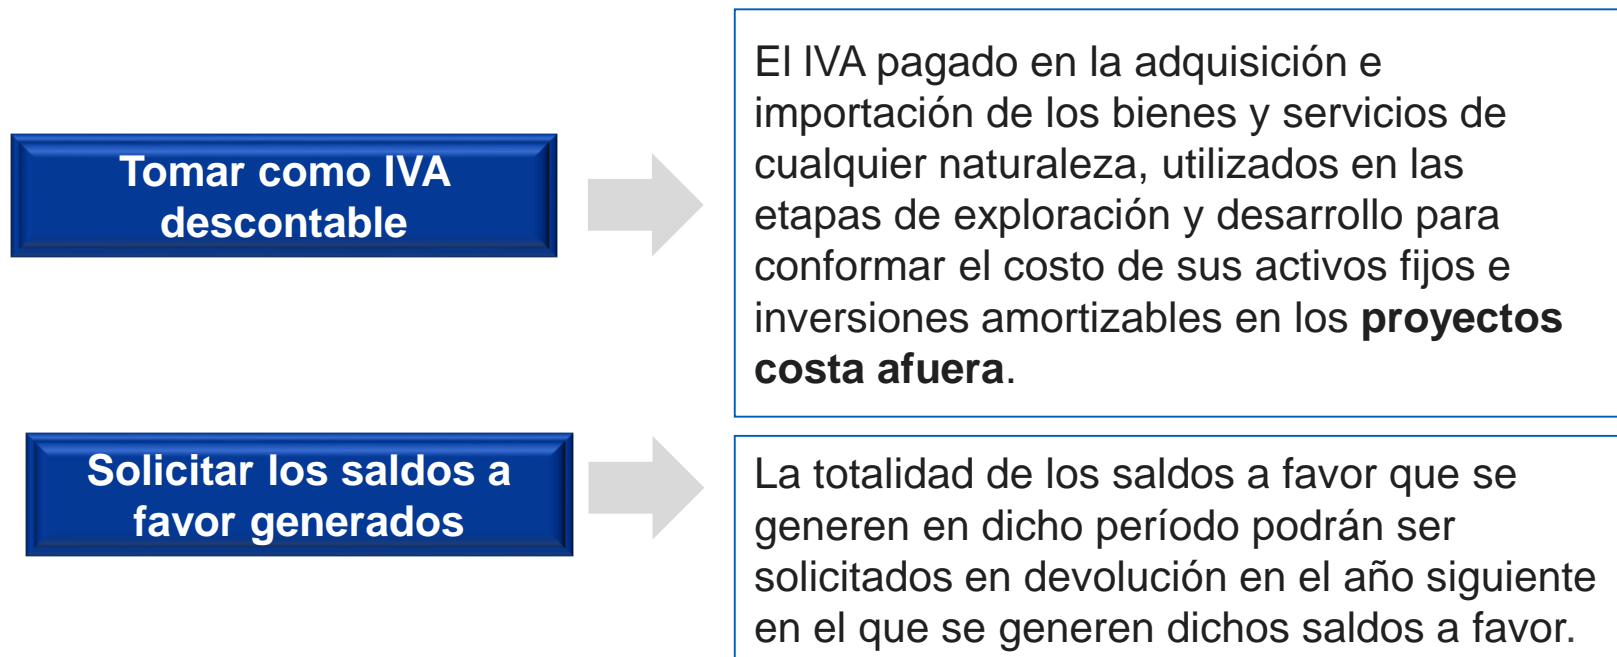 Tomar como IVA
descontable
El IVA pagado en la adquisición e
importación de los bienes y servicios de
cualquier naturaleza, utilizados en las
etapas de exploración y desarrollo para
conformar el costo de sus activos fijos e
inversiones amortizables en los proyectos
costa afuera.
Solicitar los saldos a
favor generados
La totalidad de los saldos a favor que se
generen en dicho período podrán ser
solicitados en devolución en el año siguiente
en el que se generen dichos saldos a favor.